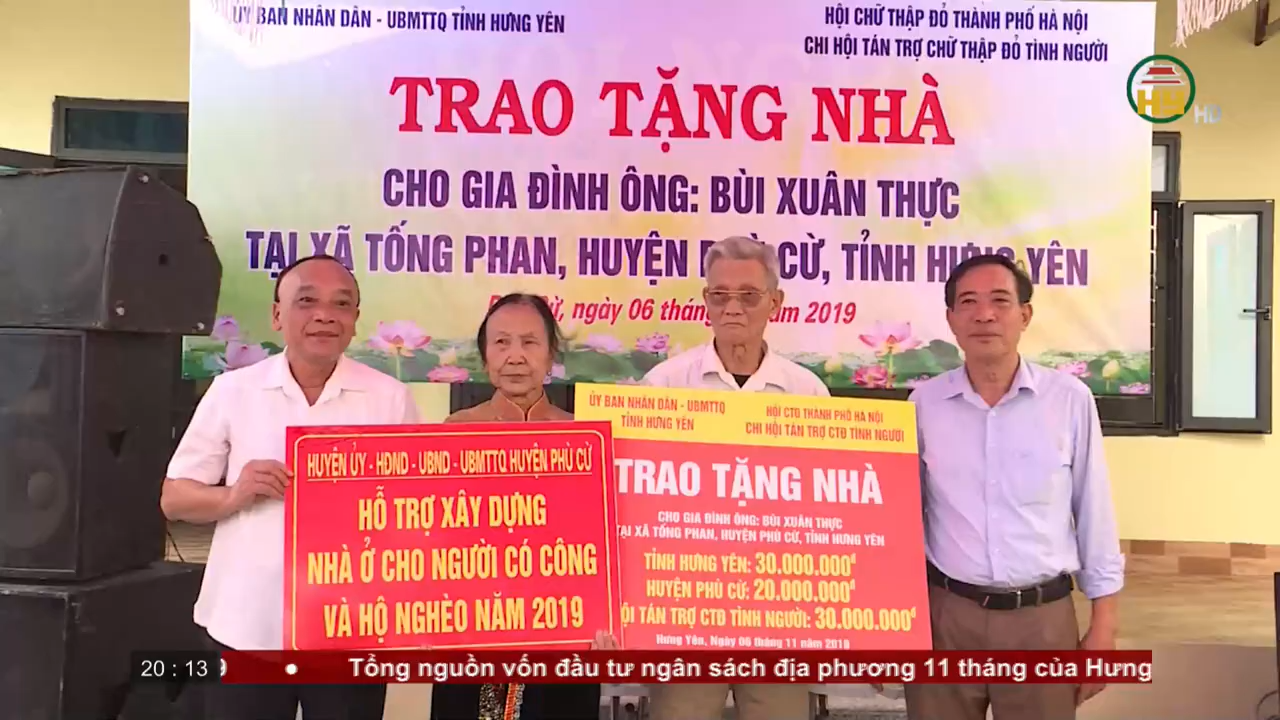 ỦY BAN NHÂN DÂN - UBMTTQ TỈNH HƯNG YÊN
HỘI CHỮ THẬP ĐỎ THÀNH PHỐ HÀ NỘI
CHI HỘI TÁN TRỢ CHỮ THẬP ĐỎ TÌNH NGƯỜI
TRAO TẶNG NHÀ
CHO GIA ĐÌNH ÔNG: BÙI XUÂN THỰC
TẠI XÃ TỐNG PHAN, HUYỆN CỪ, TỈNH HƯNG YÊN
ngày 06 2019
HY HD
HUYỆN ỦY - HĐND - UBND - UBMTTQ HUYỆN PHÙ CỪ
HỖ TRỢ XÂY DỰNG
NHÀ Ở CHO NGƯỜI CÓ CÔNG
VÀ HỘ NGHÈO NĂM 2019
ỦY BAN NHÂN DÂN - UBMTTQ
TỈNH HƯNG YÊN
HỘI CTĐ THÀNH PHỐ HÀ NỘI
CHI HỘI TÁN TRỢ CTĐ TÌNH NGƯỜI
TRAO TẶNG NHÀ
CHO GIA ĐÌNH ÔNG: BÙI XUÂN THỰC
TẠI XÃ TỐNG PHAN, HUYỆN PHÙ CỪ, TỈNH HƯNG YÊN
TỈNH HƯNG YÊN: 30.000.000đ
HUYỆN PHÙ CỪ: 20.000.000đ
TÁN TRỢ CTĐ TÌNH NGƯỜI: 30.000.000đ
Hưng Yên, Ngày 06 tháng 11 năm 2019
20 : 13 9 • Tổng nguồn vốn đầu tư ngân sách địa phương 11 tháng của Hưng